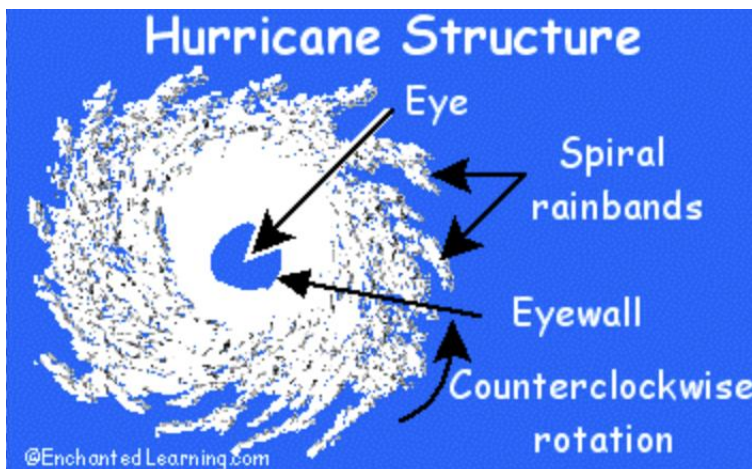 Hurricane Structure
Eye
Spiral
rainbands
Eyewall
Counterclockwise
rotation
@EnchantedLearning.com